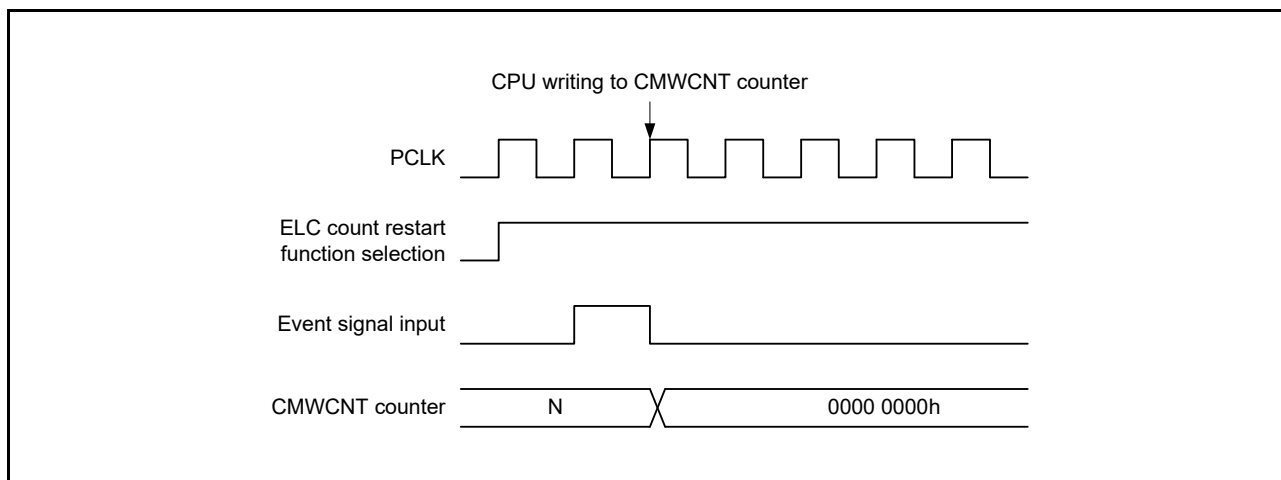 CPU writing to CMWCNT counter
PCLK
ELC count restart
function selection
Event signal input
CMWCNT counter
N
0000 0000h